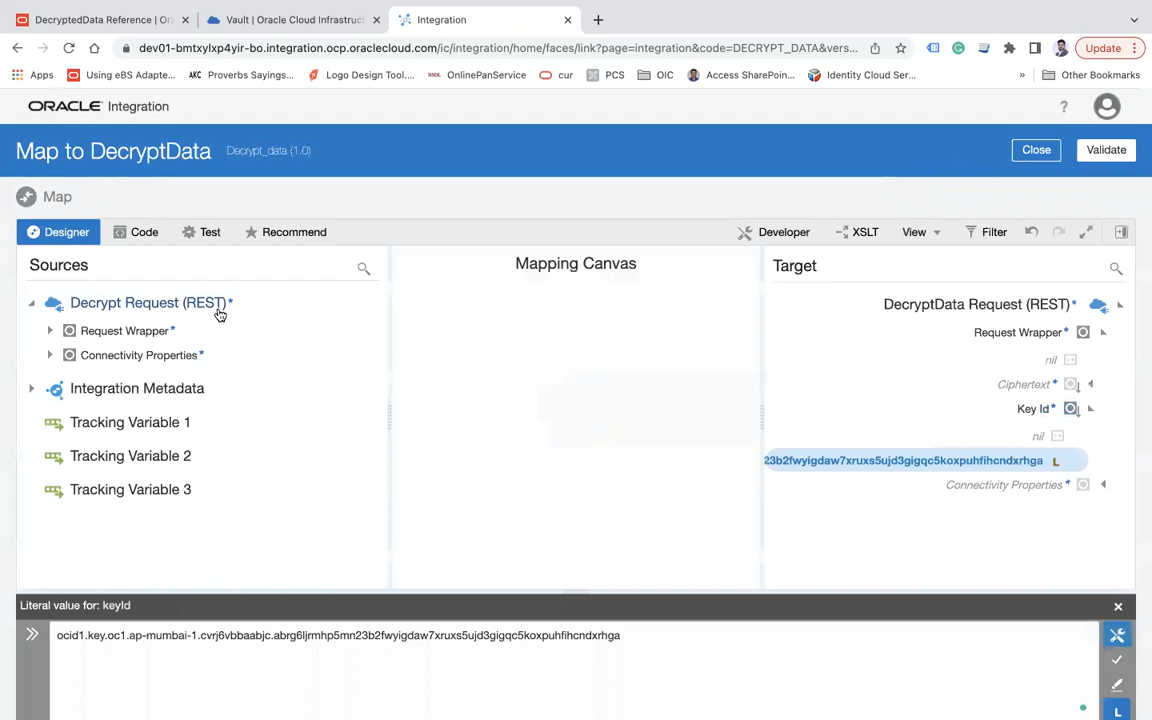 DecryptedData Reference | Ora
Vault | Oracle Cloud Infrastruct
Integration
dev01-bmtxylxp4yir-bo.integration.ocp.oraclecloud.com/ic/integration/home/faces/link?page=integration&code=DECRYPT_DATA&vers...
Update
Apps
Using eBS Adapte...
AKC Proverbs Sayings...
Logo Design Tool....
OnlinePanService
cur
PCS
OIC
Access SharePoin...
Identity Cloud Ser...
»
Other Bookmarks
ORACLE Integration
?
Map to DecryptData
Decrypt_data (1.0)
Close
Validate
Map
Designer
Code
Test
Recommend
Developer
XSLT
View
Filter
Sources
Mapping Canvas
Target
Decrypt Request (REST)*
DecryptData Request (REST)*
Request Wrapper*
Request Wrapper*
Connectivity Properties*
nil
Integration Metadata
Ciphertext*
Key Id*
Tracking Variable 1
nil
Tracking Variable 2
23b2fwyigdaw7xruxs5ujd3gigqc5koxpuhfihcndxrhga L
Connectivity Properties*
Tracking Variable 3
Literal value for: keyId
ocid1.key.oc1.ap-mumbai-1.cvrj6vbbaabjc.abrg6ljrmhp5mn23b2fwyigdaw7xruxs5ujd3gigqc5koxpuhfihcndxrhga
L